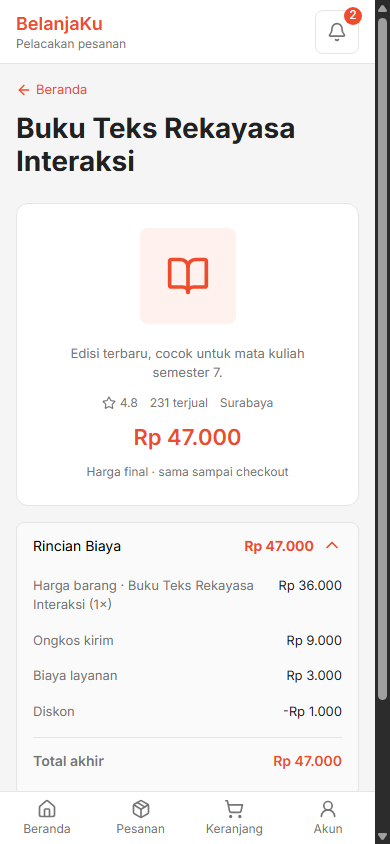 BelanjaKu
Pelacakan pesanan
2
Beranda
Buku Teks Rekayasa
Interaksi
Edisi terbaru, cocok untuk mata kuliah
semester 7.
4.8 231 terjual Surabaya
Rp 47.000
Harga final · sama sampai checkout
Rincian Biaya Rp 47.000
Harga barang · Buku Teks Rekayasa Rp 36.000
Interaksi (1×)
Ongkos kirim Rp 9.000
Biaya layanan Rp 3.000
Diskon -Rp 1.000
Total akhir Rp 47.000
Beranda Pesanan Keranjang Akun